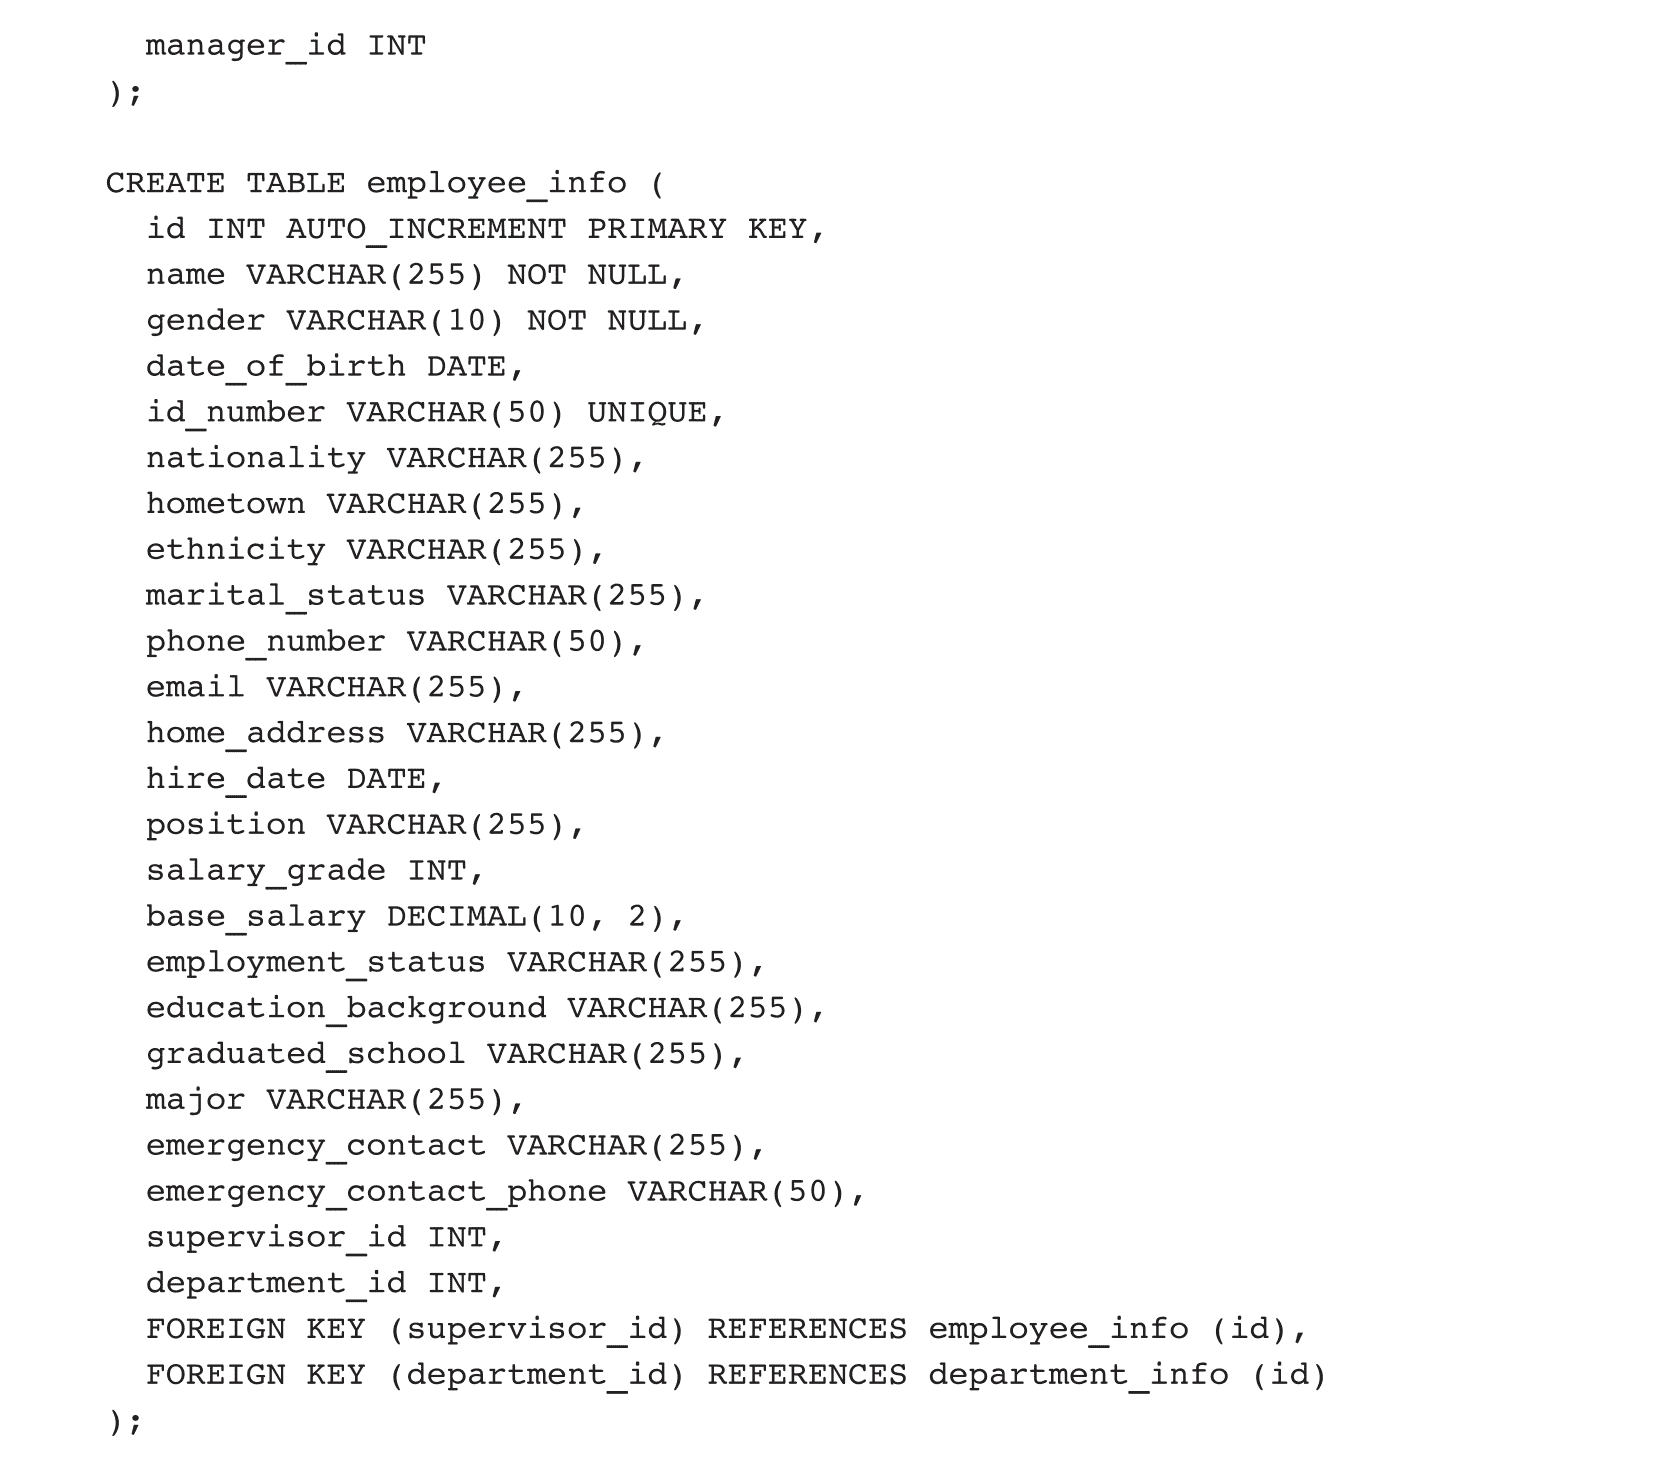 manager_id INT
);
CREATE TABLE employee_info (
id INT AUTO_INCREMENT PRIMARY KEY,
name VARCHAR(255) NOT NULL,
gender VARCHAR(10) NOT NULL,
date_of_birth DATE,
id_number VARCHAR(50) UNIQUE,
nationality VARCHAR(255),
hometown VARCHAR(255),
ethnicity VARCHAR(255),
marital_status VARCHAR(255),
phone_number VARCHAR(50),
email VARCHAR(255),
home_address VARCHAR(255),
hire_date DATE,
position VARCHAR(255),
salary_grade INT,
base_salary DECIMAL(10, 2),
employment_status VARCHAR(255),
education_background VARCHAR(255),
graduated_school VARCHAR(255),
major VARCHAR(255),
emergency_contact VARCHAR(255),
emergency_contact_phone VARCHAR(50),
supervisor_id INT,
department_id INT,
FOREIGN KEY (supervisor_id) REFERENCES employee_info (id),
FOREIGN KEY (department_id) REFERENCES department_info (id)
);